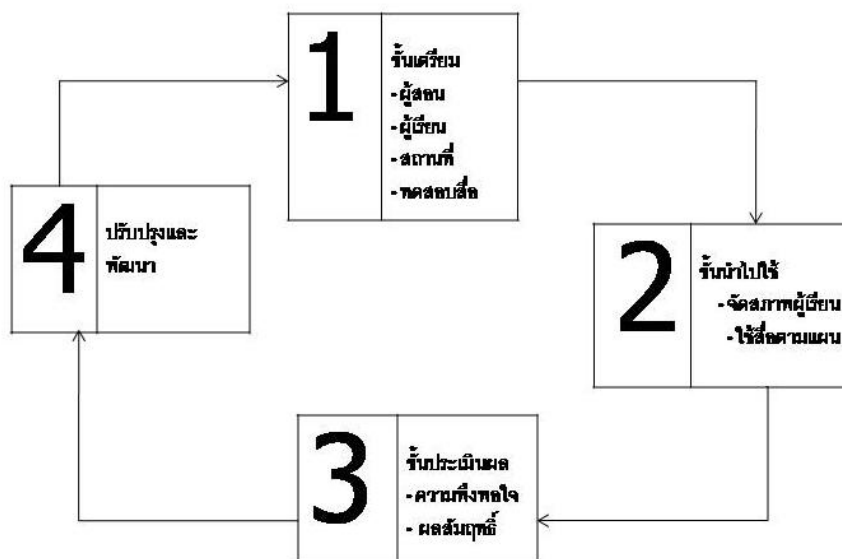 1
ขั้นเตรียม
-ผู้สอน
-ผู้เรียน
-สถานที่
-ทดสอบสื่อ
2
ขั้นนำไปใช้
-จัดสภาพผู้เรียน
-ใช้สื่อตามแผน
3
ขั้นประเมินผล
-ความพึงพอใจ
- ผลสัมฤทธิ์
4
ปรับปรุงและ
พัฒนา